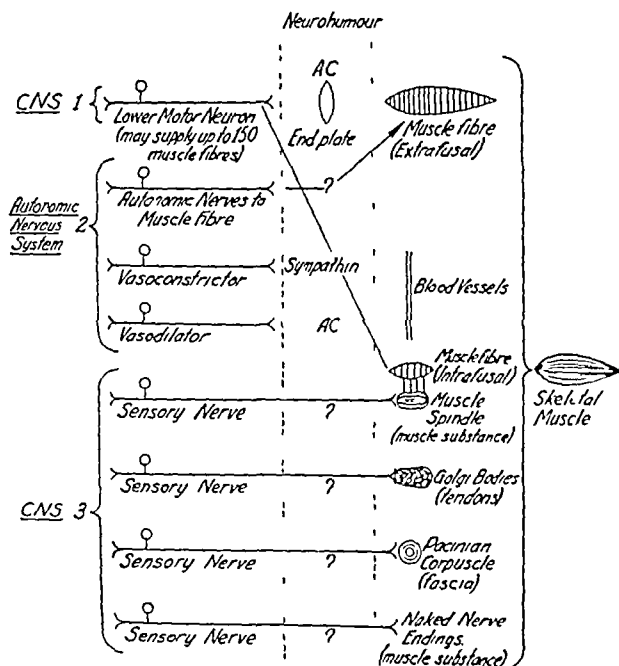 Neurohumour
AC
CNS 1
Lower Motor Neuron
(may supply up to 150
muscle fibres)
End plate
Muscle fibre
(Extrafusal)
Autonomic
Nervous 2
System
?
Autonomic Nerves to
Muscle Fibre
Sympathin
Vasoconstrictor
Blood Vessels
AC
Vasodilator
Muscle fibre
(Intrafusal)
Sensory Nerve
?
Muscle
Spindle
(muscle substance)
Skeletal
Muscle
CNS 3
Sensory Nerve
?
Golgi Bodies
(tendons)
Sensory Nerve
?
Pacinian
Corpuscle
(fascia)
Sensory Nerve
?
Naked Nerve
Endings.
(muscle substance)